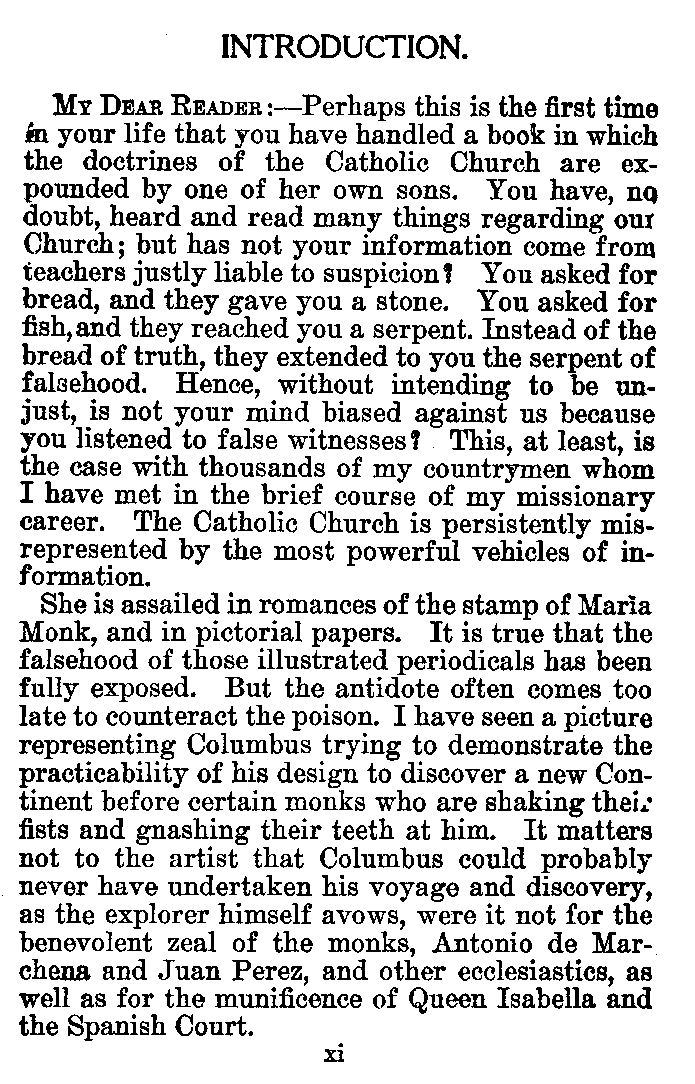 INTRODUCTION.
MY DEAR READER:—Perhaps this is the first time
in your life that you have handled a book in which
the doctrines of the Catholic Church are ex-
pounded by one of her own sons. You have, no
doubt, heard and read many things regarding our
Church; but has not your information come from
teachers justly liable to suspicion? You asked for
bread, and they gave you a stone. You asked for
fish, and they reached you a serpent. Instead of the
bread of truth, they extended to you the serpent of
falsehood. Hence, without intending to be un-
just, is not your mind biased against us because
you listened to false witnesses? This, at least, is
the case with thousands of my countrymen whom
I have met in the brief course of my missionary
career. The Catholic Church is persistently mis-
represented by the most powerful vehicles of in-
formation.
She is assailed in romances of the stamp of Maria
Monk, and in pictorial papers. It is true that the
falsehood of those illustrated periodicals has been
fully exposed. But the antidote often comes too
late to counteract the poison. I have seen a picture
representing Columbus trying to demonstrate the
practicability of his design to discover a new Con-
tinent before certain monks who are shaking their
fists and gnashing their teeth at him. It matters
not to the artist that Columbus could probably
never have undertaken his voyage and discovery,
as the explorer himself avows, were it not for the
benevolent zeal of the monks, Antonio de Mar-
chena and Juan Perez, and other ecclesiastics, as
well as for the munificence of Queen Isabella and
the Spanish Court.
xi